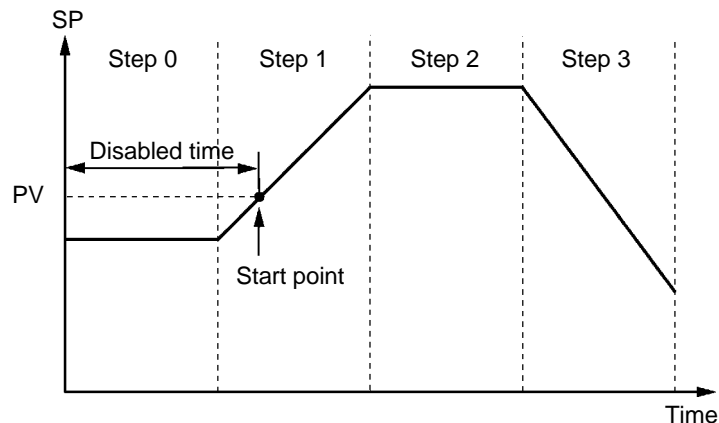 SP
Step 0 Step 1 Step 2 Step 3
Disabled time
PV
Start point
Time